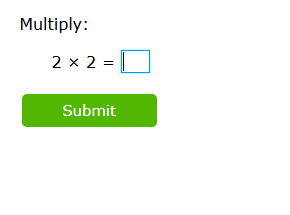 Multiply:
2 × 2 =
Submit